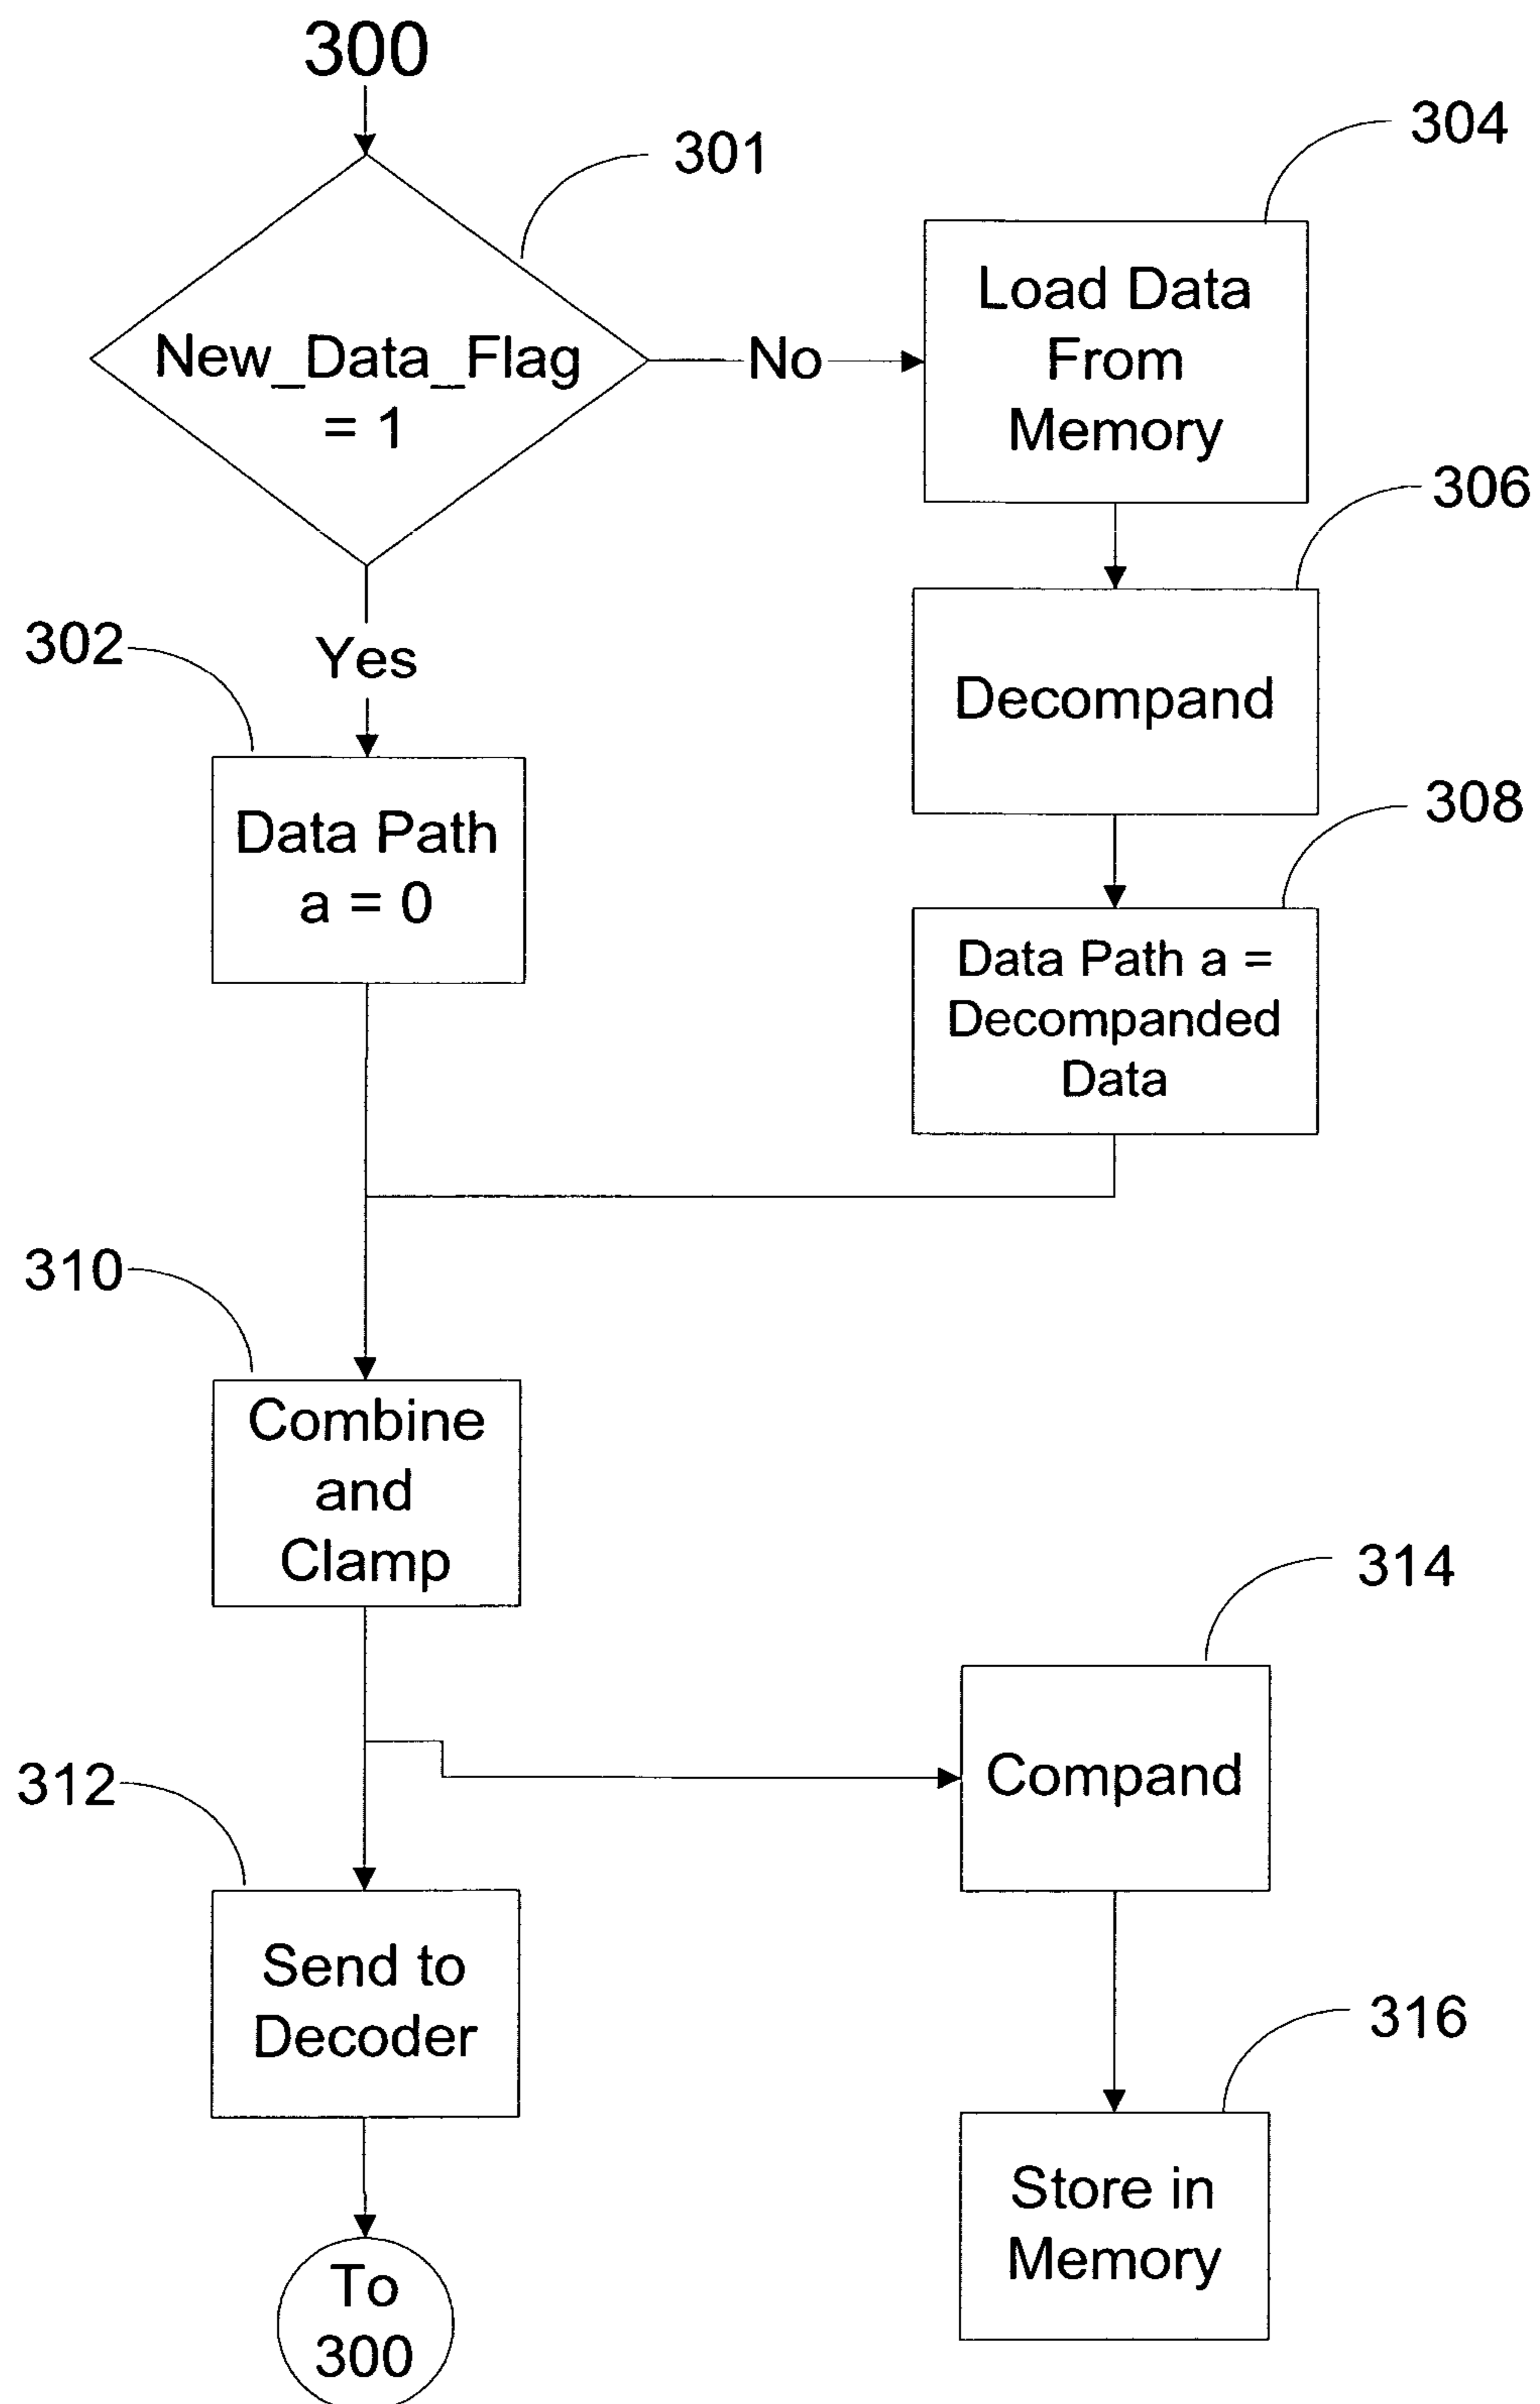 300
301
304
New_Data_Flag
= 1
No
Load Data
From
Memory
306
302
Yes
Decompand
308
Data Path
a = 0
Data Path a =
Decompanded
Data
310
Combine
and
Clamp
314
Compand
312
Send to
Decoder
316
Store in
Memory
To
300